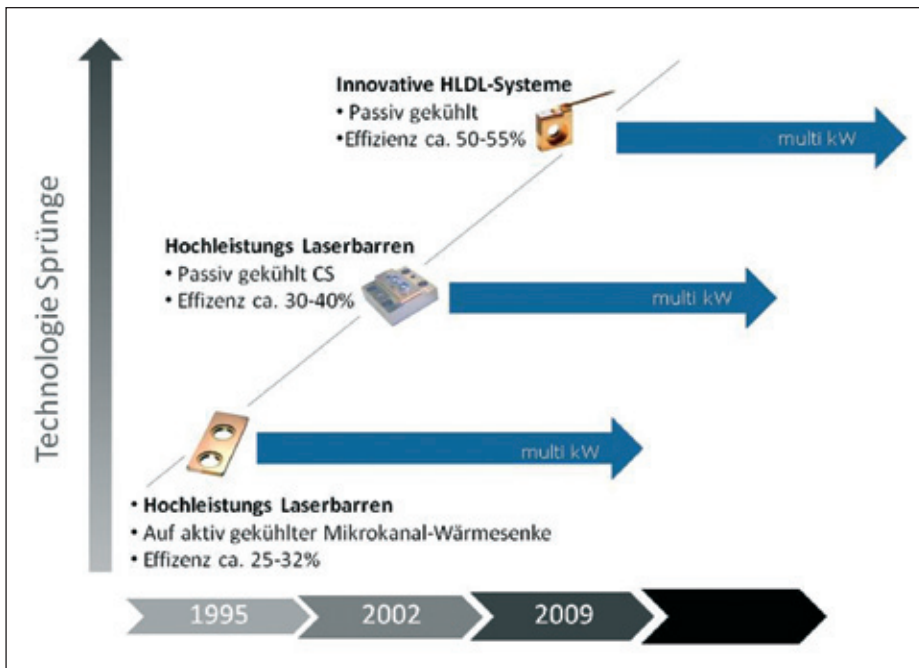 Innovative HLDL-Systeme
• Passiv gekühlt
•Effizienz ca. 50-55%
multi kW
Hochleistungs Laserbarren
• Passiv gekühlt CS
• Effizenz ca. 30-40%
multi kW
multi kW
• Hochleistungs Laserbarren
• Auf aktiv gekühlter Mikrokanal-Wärmesenke
• Effizenz ca. 25-32%
Technologie Sprünge
1995
2002
2009